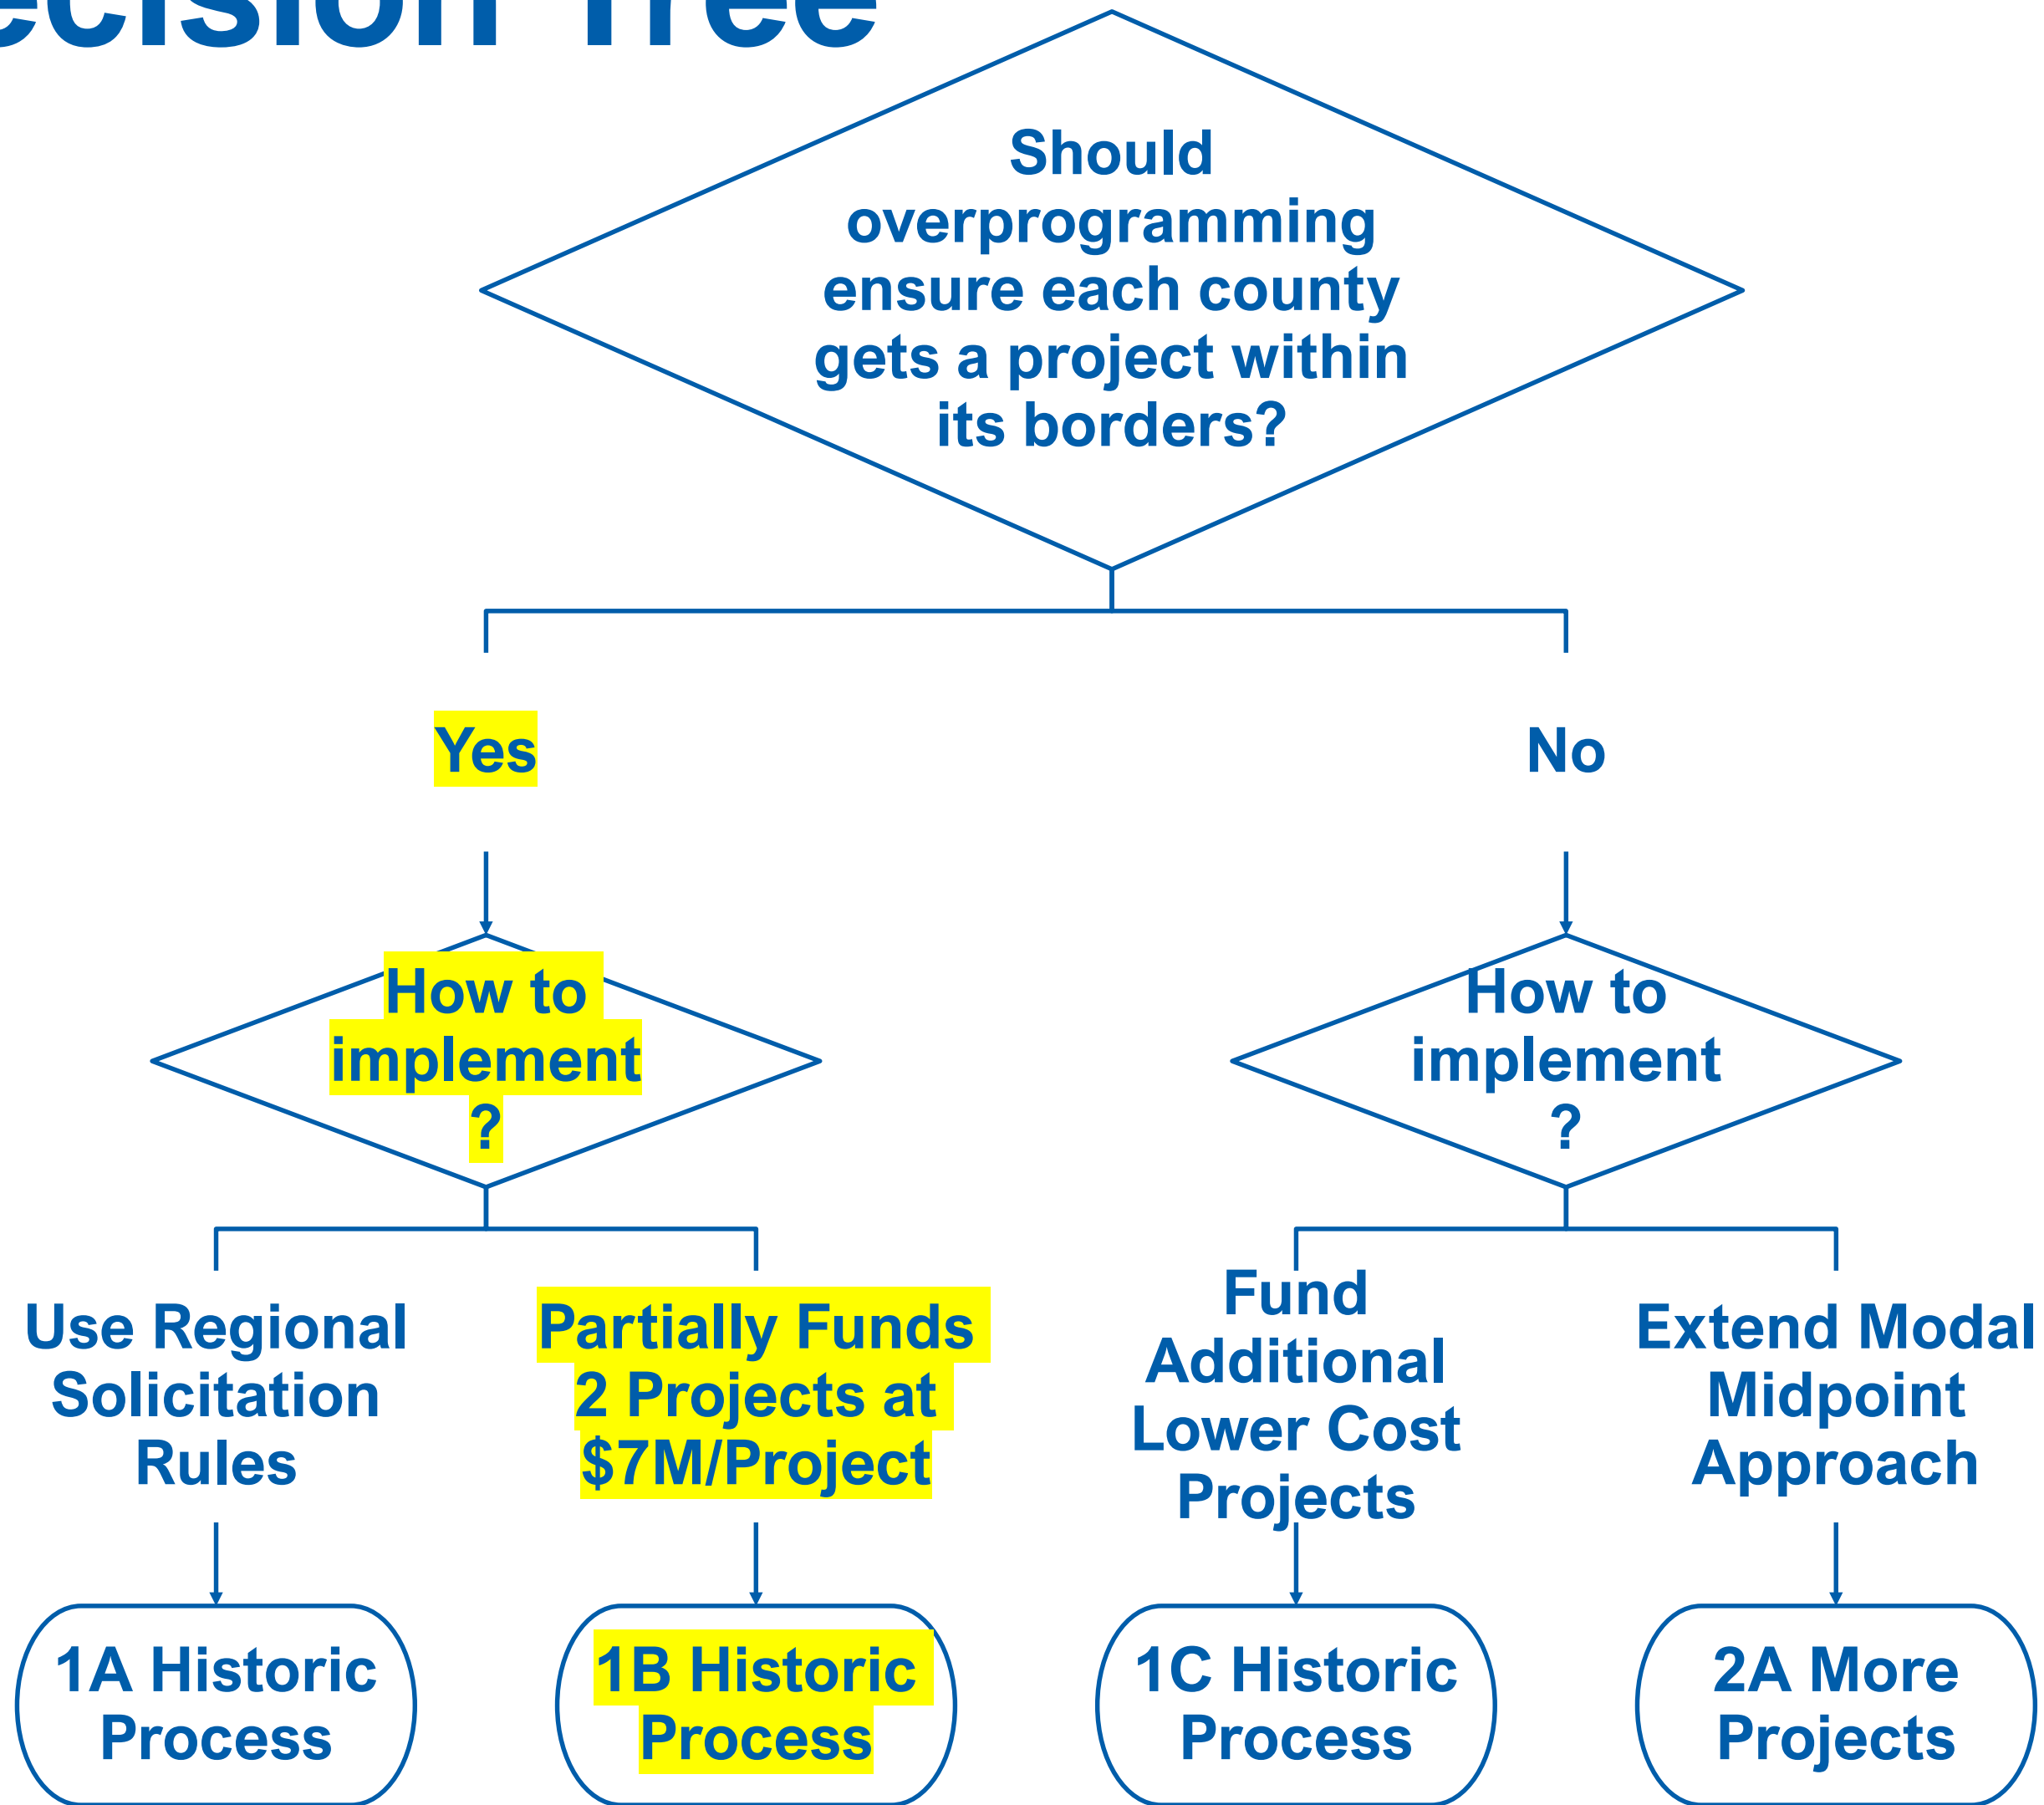 ecision Tree
Should
overprogramming
ensure each county
gets a project within
its borders?
Yes
No
How to
implement
?
How to
implement
?
Use Regional
Solicitation
Rules
Partially Fund
2 Projects at
$7M/Project
Fund
Additional
Lower Cost
Projects
Extend Modal
Midpoint
Approach
1A Historic
Process
1B Historic
Process
1C Historic
Process
2A More
Projects